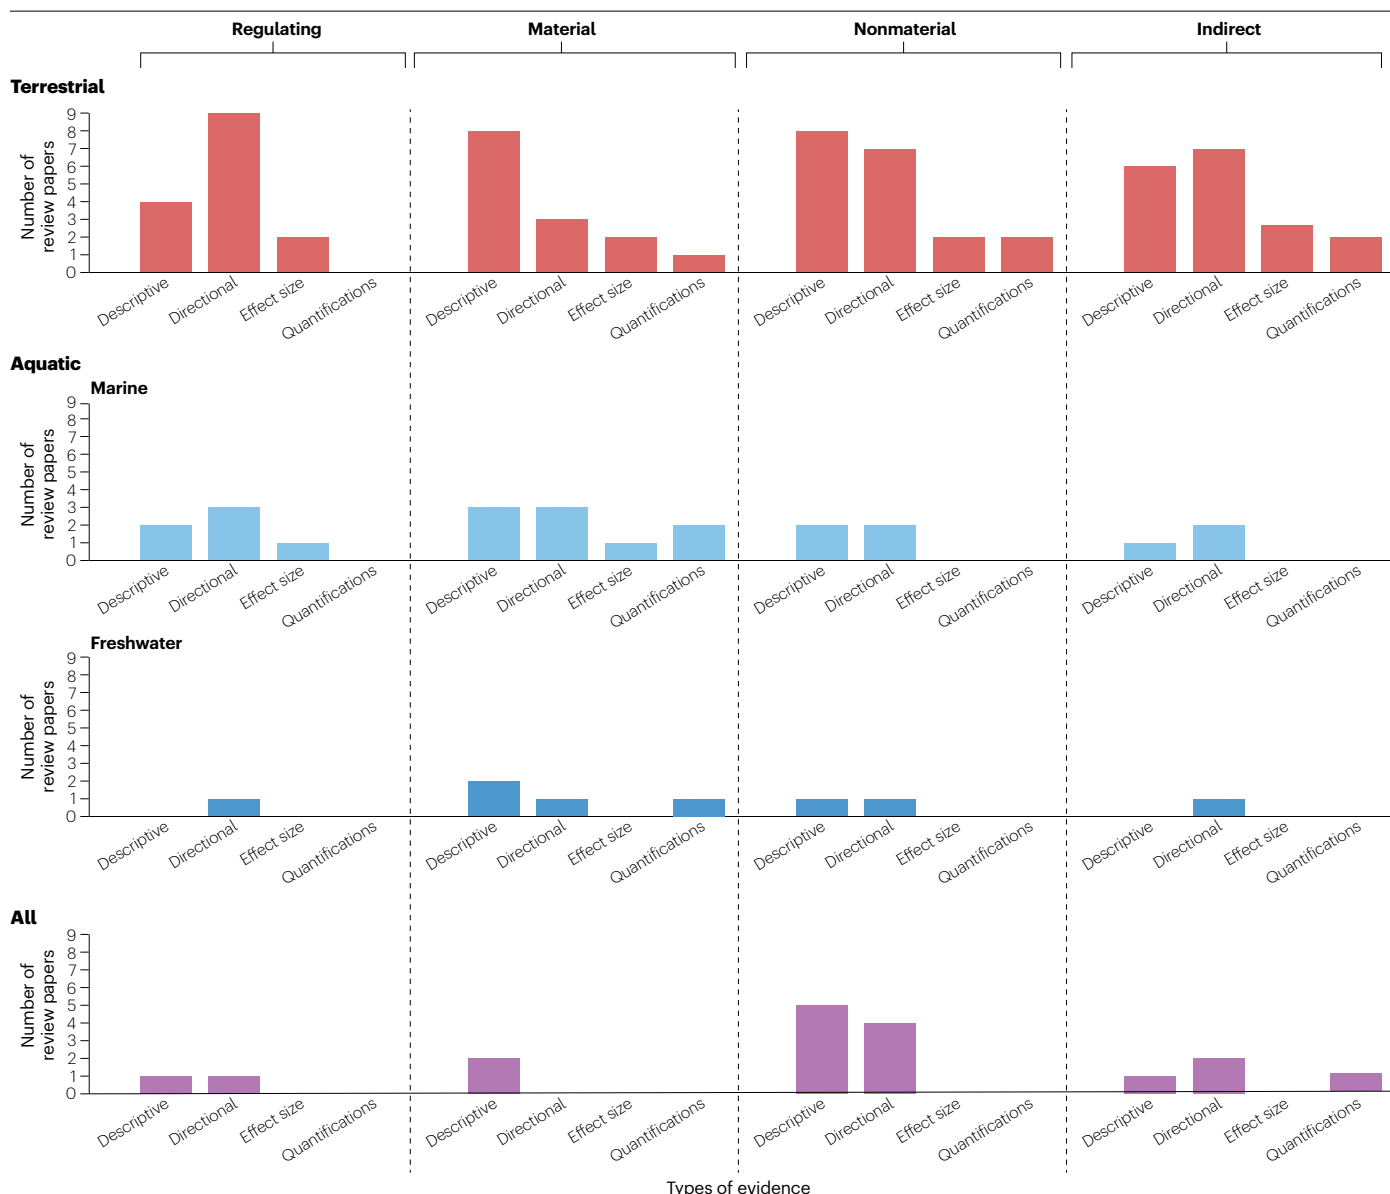 Regulating Material Nonmaterial Indirect
Terrestrial
Number of
review papers
9
8
7
6
5
4
3
2
1
0
Descriptive Directional Effect size Quantifications Descriptive Directional Effect size Quantifications Descriptive Directional Effect size Quantifications Descriptive Directional Effect size Quantifications
Aquatic
Marine
Number of
review papers
9
8
7
6
5
4
3
2
1
0
Descriptive Directional Effect size Quantifications Descriptive Directional Effect size Quantifications Descriptive Directional Effect size Quantifications Descriptive Directional Effect size Quantifications
Freshwater
Number of
review papers
9
8
7
6
5
4
3
2
1
0
Descriptive Directional Effect size Quantifications Descriptive Directional Effect size Quantifications Descriptive Directional Effect size Quantifications Descriptive Directional Effect size Quantifications
All
Number of
review papers
9
8
7
6
5
4
3
2
1
0
Descriptive Directional Effect size Quantifications Descriptive Directional Effect size Quantifications Descriptive Directional Effect size Quantifications Descriptive Directional Effect size Quantifications
Types of evidence